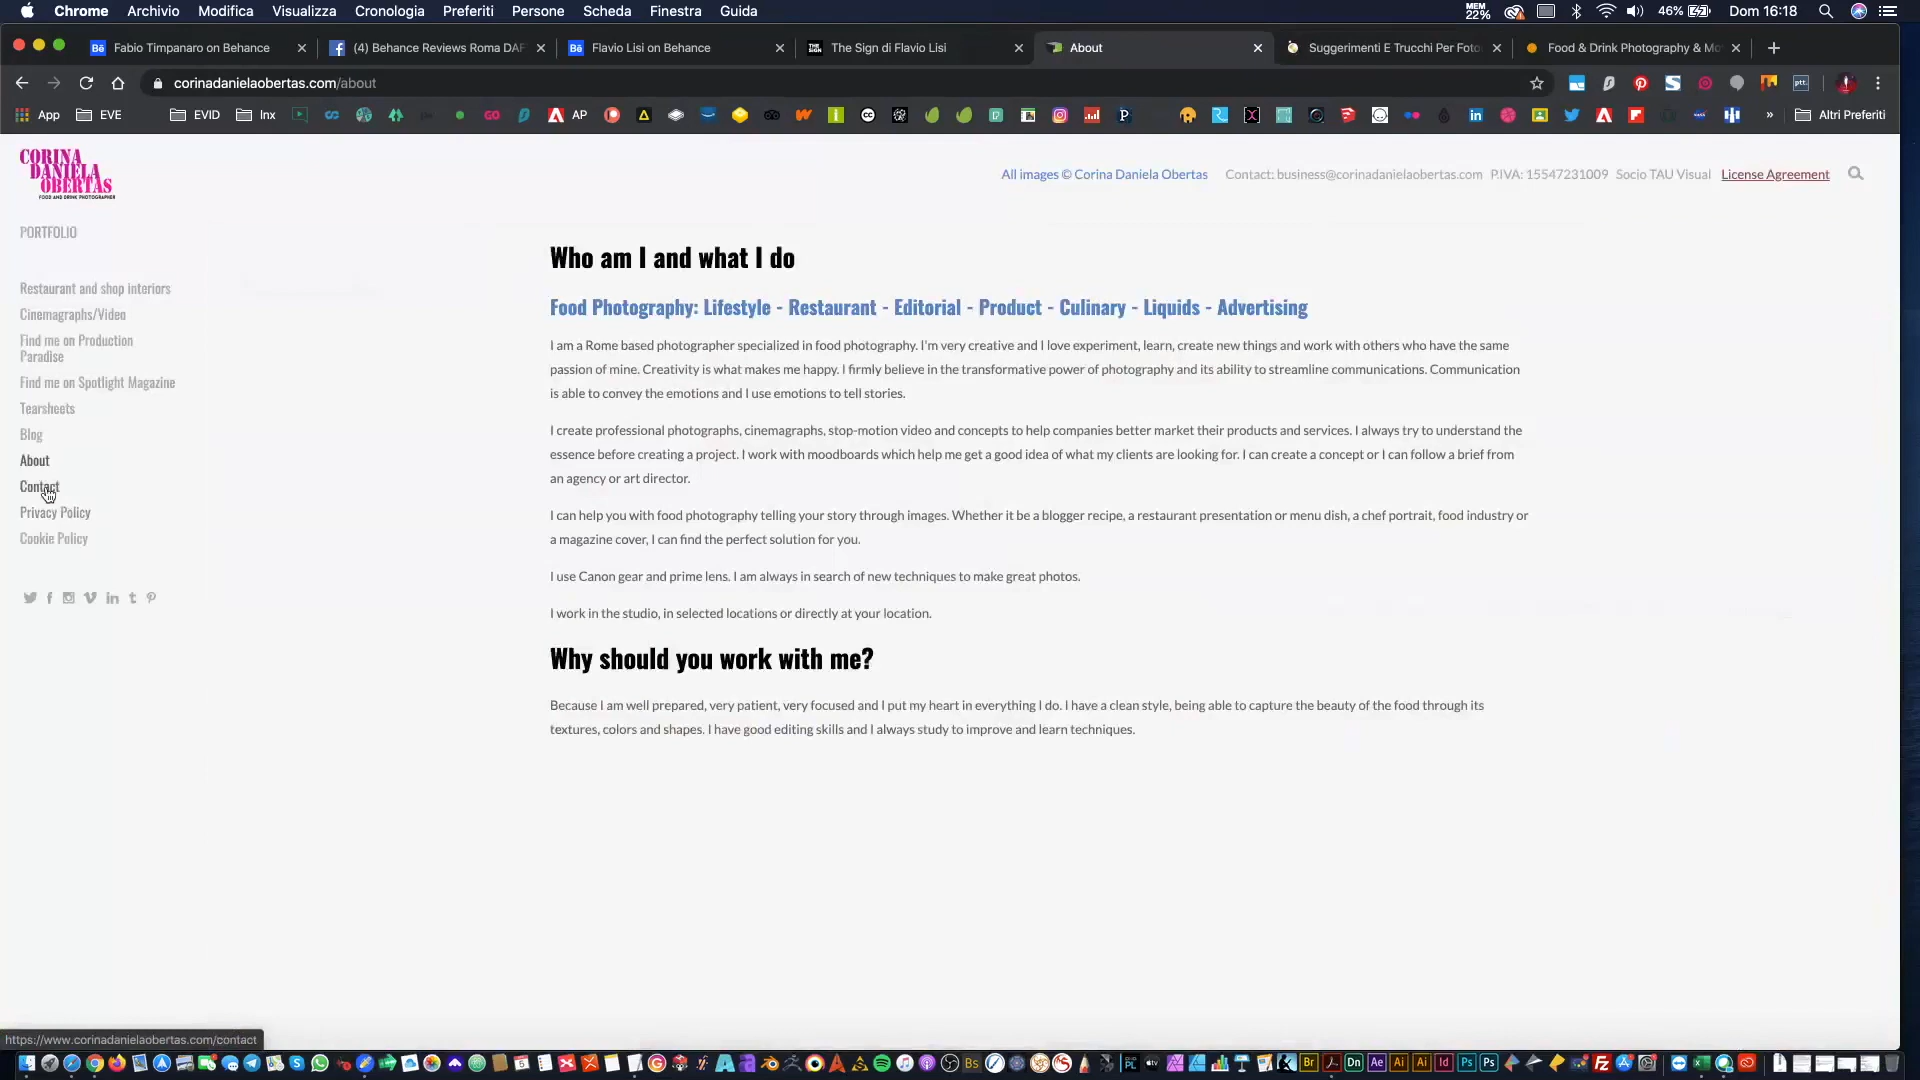 Chrome Archivio Modifica Visualizza Cronologia Preferiti Persone Scheda Finestra Guida MEM 22% 46% Dom 16:18
Fabio Timpanaro on Behance (4) Behance Reviews Roma DAF Flavio Lisi on Behance The Sign di Flavio Lisi About Suggerimenti E Trucchi Per Foto Food & Drink Photography & Mo
corinadanielaobertas.com/about
App EVE EVID Inx AP Altri Preferiti
CORINA
DANIELA
OBERTAS
FOOD AND DRINK PHOTOGRAPHER
All images © Corina Daniela Obertas Contact: business@corinadanielaobertas.com P.IVA: 15547231009 Socio TAU Visual License Agreement
PORTFOLIO
Restaurant and shop interiors
Cinemagraphs/Video
Find me on Production
Paradise
Find me on Spotlight Magazine
Tearsheets
Blog
About
Contact
Privacy Policy
Cookie Policy
Who am I and what I do
Food Photography: Lifestyle - Restaurant - Editorial - Product - Culinary - Liquids - Advertising
I am a Rome based photographer specialized in food photography. I'm very creative and I love experiment, learn, create new things and work with others who have the same
passion of mine. Creativity is what makes me happy. I firmly believe in the transformative power of photography and its ability to streamline communications. Communication
is able to convey the emotions and I use emotions to tell stories.
I create professional photographs, cinemagraphs, stop-motion video and concepts to help companies better market their products and services. I always try to understand the
essence before creating a project. I work with moodboards which help me get a good idea of what my clients are looking for. I can create a concept or I can follow a brief from
an agency or art director.
I can help you with food photography telling your story through images. Whether it be a blogger recipe, a restaurant presentation or menu dish, a chef portrait, food industry or
a magazine cover, I can find the perfect solution for you.
I use Canon gear and prime lens. I am always in search of new techniques to make great photos.
I work in the studio, in selected locations or directly at your location.
Why should you work with me?
Because I am well prepared, very patient, very focused and I put my heart in everything I do. I have a clean style, being able to capture the beauty of the food through its
textures, colors and shapes. I have good editing skills and I always study to improve and learn techniques.
https://www.corinadanielaobertas.com/contact